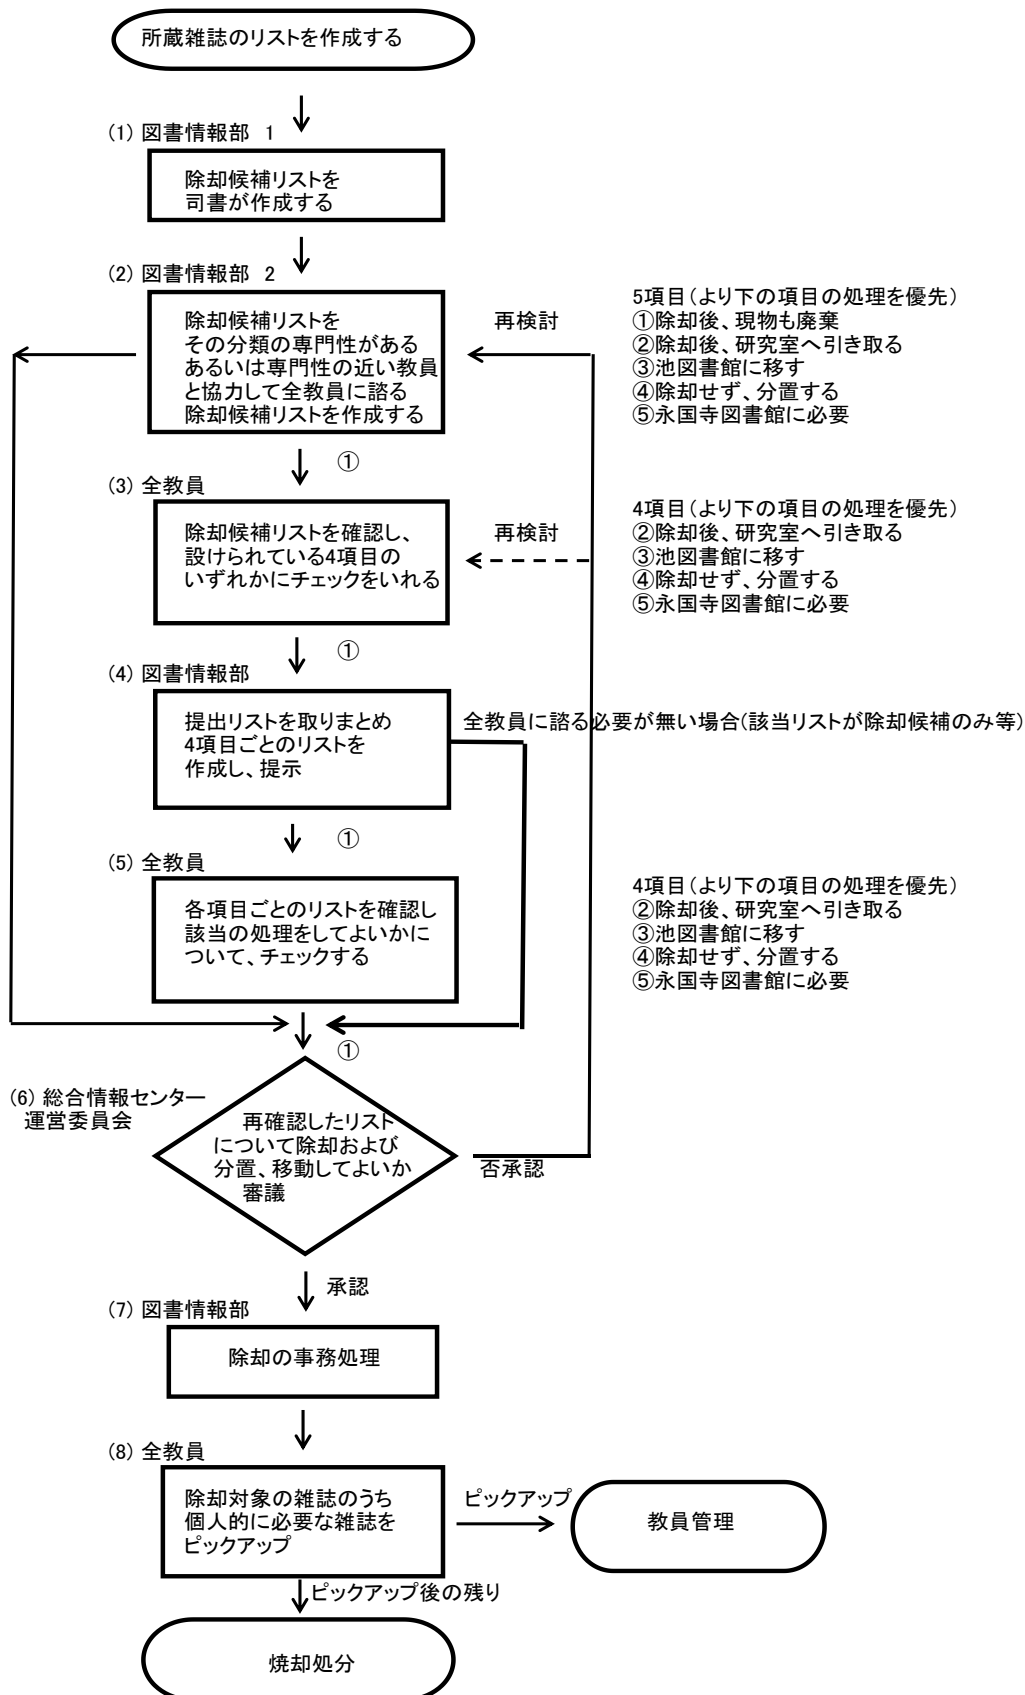 所蔵雑誌のリストを作成する
(1) 図書情報部 1
除却候補リストを
司書が作成する
(2) 図書情報部 2
除却候補リストを
その分類の専門性がある
あるいは専門性の近い教員
と協力して全教員に諮る
除却候補リストを作成する
再検討
5項目(より下の項目の処理を優先)
①除却後、現物も廃棄
②除却後、研究室へ引き取る
③池図書館に移す
④除却せず、分置する
⑤永国寺図書館に必要
①
(3) 全教員
除却候補リストを確認し、
設けられている4項目の
いずれかにチェックをいれる
再検討
4項目(より下の項目の処理を優先)
②除却後、研究室へ引き取る
③池図書館に移す
④除却せず、分置する
⑤永国寺図書館に必要
①
(4) 図書情報部
提出リストを取りまとめ
4項目ごとのリストを
作成し、提示
全教員に諮る必要が無い場合(該当リストが除却候補のみ等)
①
(5) 全教員
各項目ごとのリストを確認し
該当の処理をしてよいかに
ついて、チェックする
4項目(より下の項目の処理を優先)
②除却後、研究室へ引き取る
③池図書館に移す
④除却せず、分置する
⑤永国寺図書館に必要
①
(6) 総合情報センター
運営委員会
再確認したリスト
について除却および
分置、移動してよいか
審議
否承認
承認
(7) 図書情報部
除却の事務処理
(8) 全教員
除却対象の雑誌のうち
個人的に必要な雑誌を
ピックアップ
ピックアップ
教員管理
ピックアップ後の残り
焼却処分